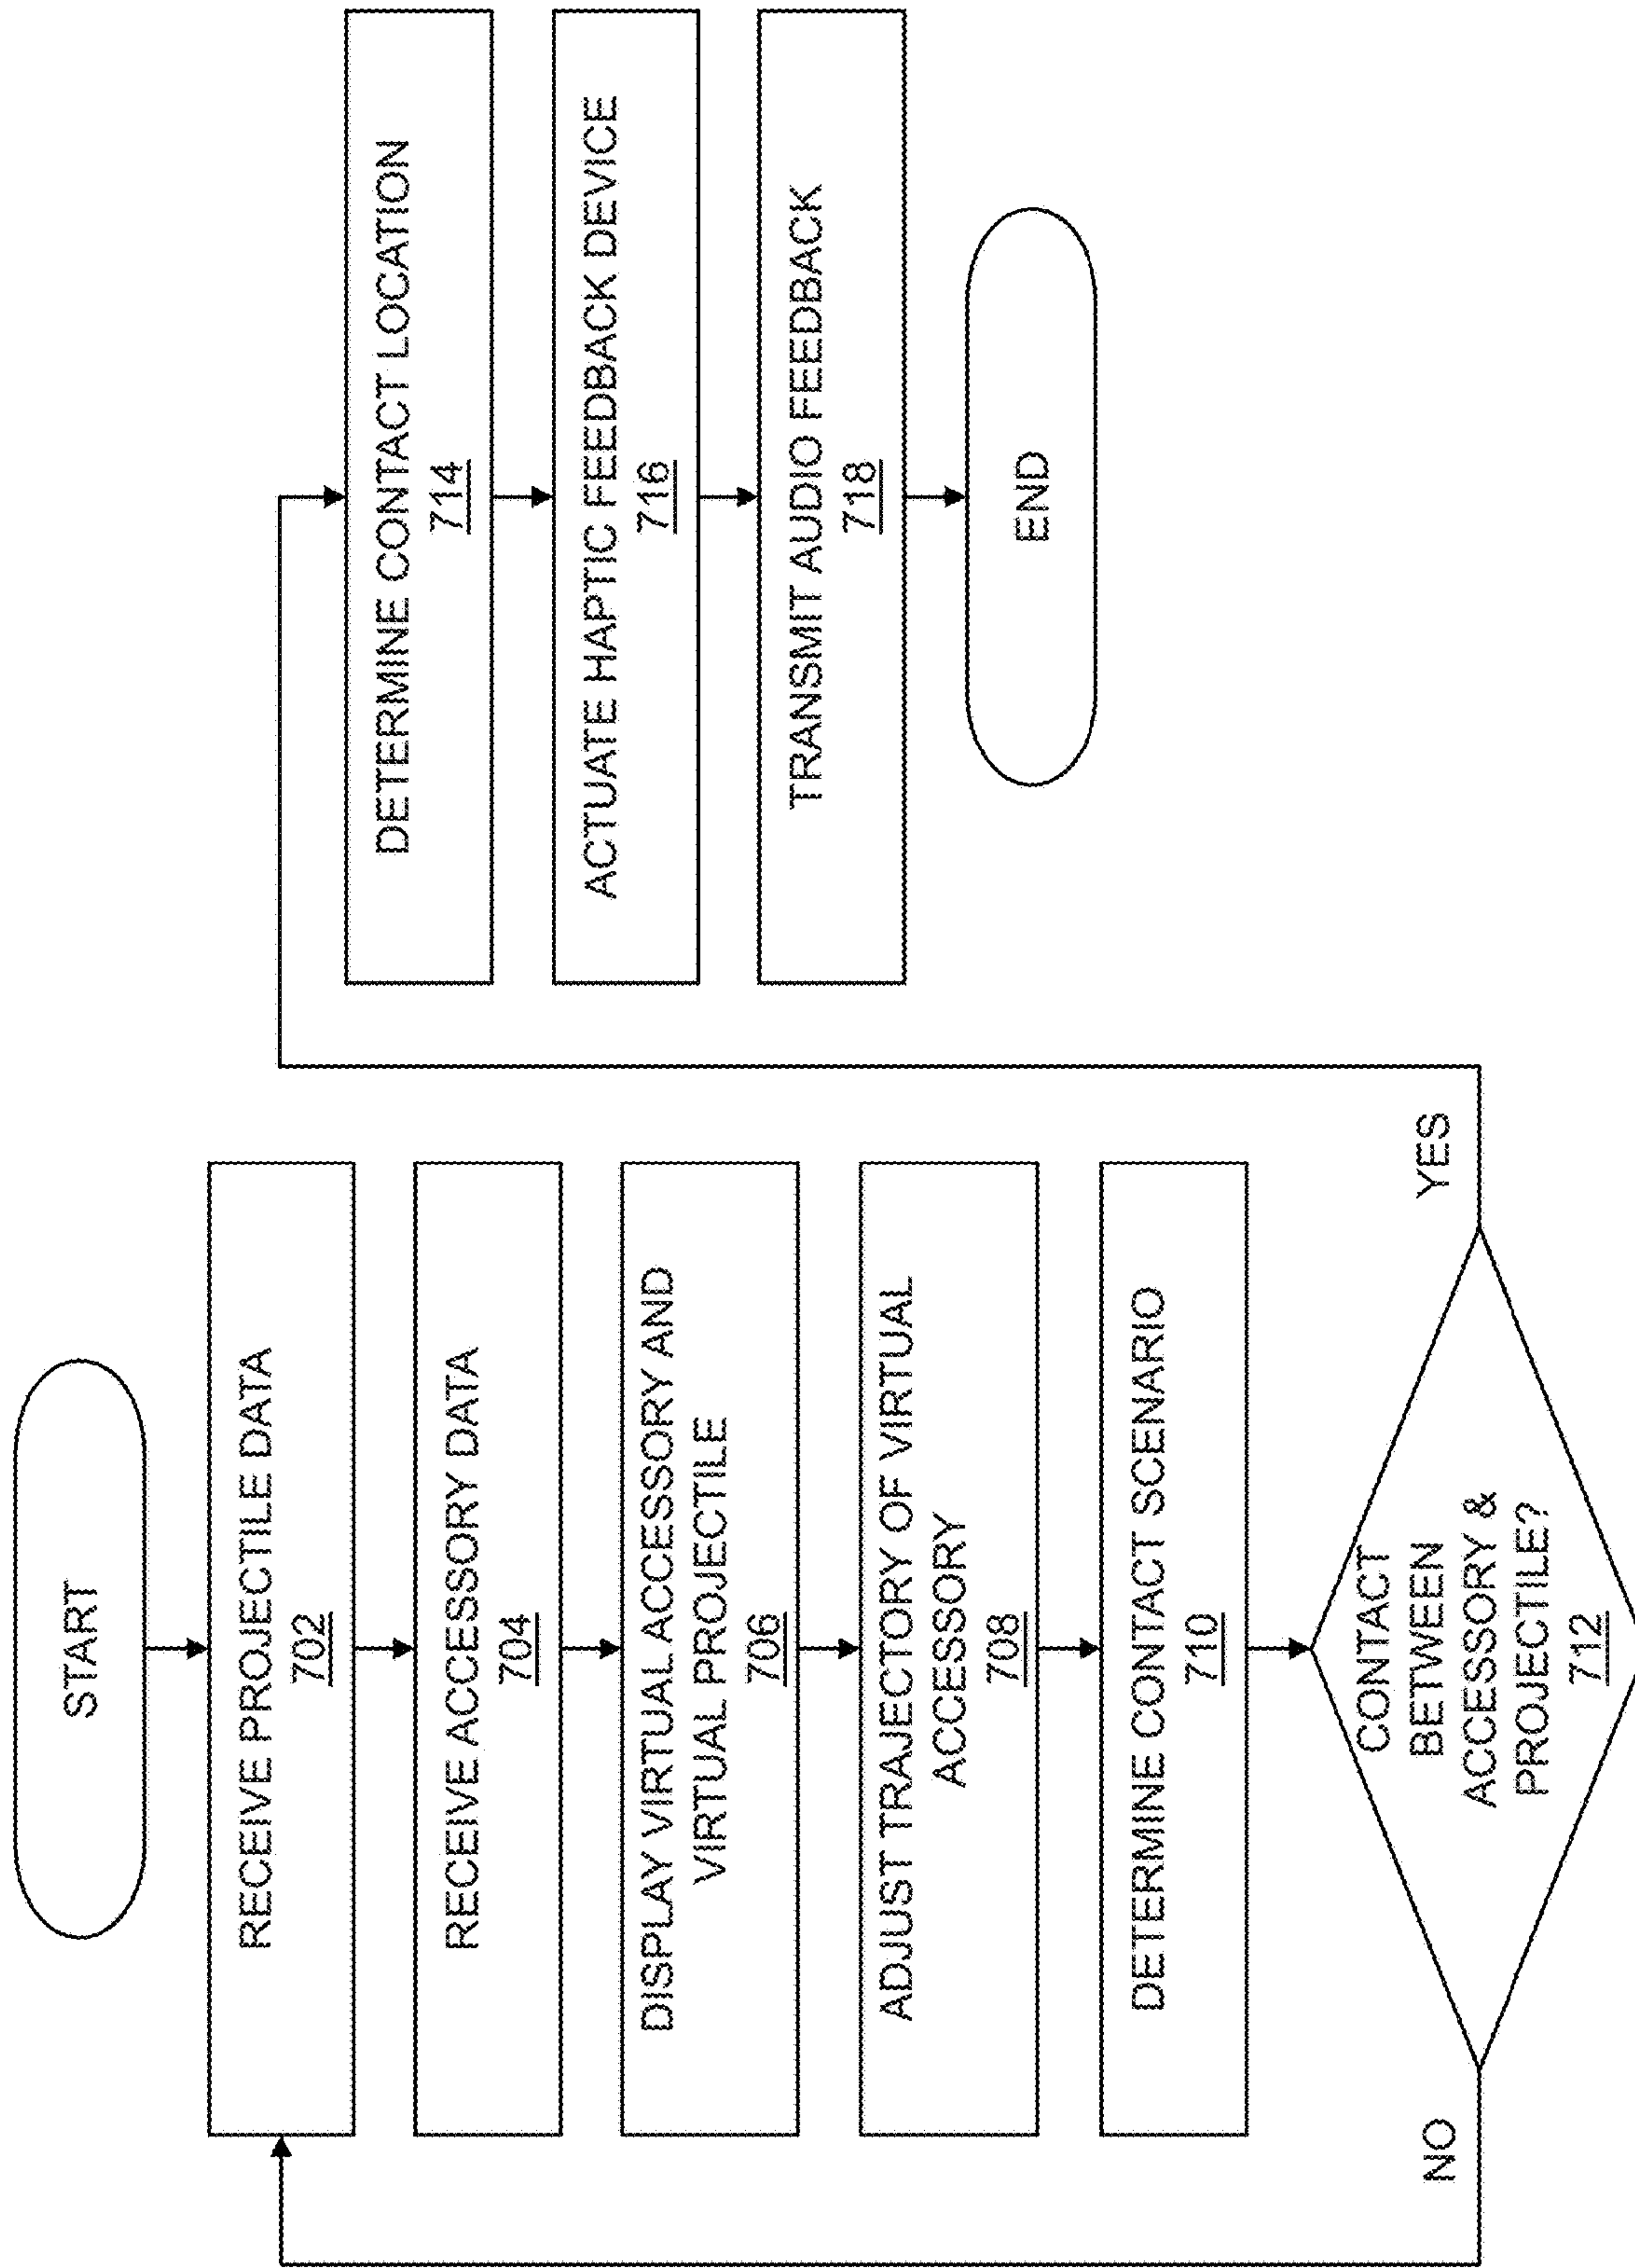 START
RECEIVE PROJECTILE DATA
702
RECEIVE ACCESSORY DATA
704
DISPLAY VIRTUAL ACCESSORY AND
VIRTUAL PROJECTILE
706
ADJUST TRAJECTORY OF VIRTUAL
ACCESSORY
708
DETERMINE CONTACT SCENARIO
710
CONTACT
BETWEEN
ACCESSORY &
PROJECTILE?
712
NO
YES
DETERMINE CONTACT LOCATION
714
ACTUATE HAPTIC FEEDBACK DEVICE
716
TRANSMIT AUDIO FEEDBACK
718
END